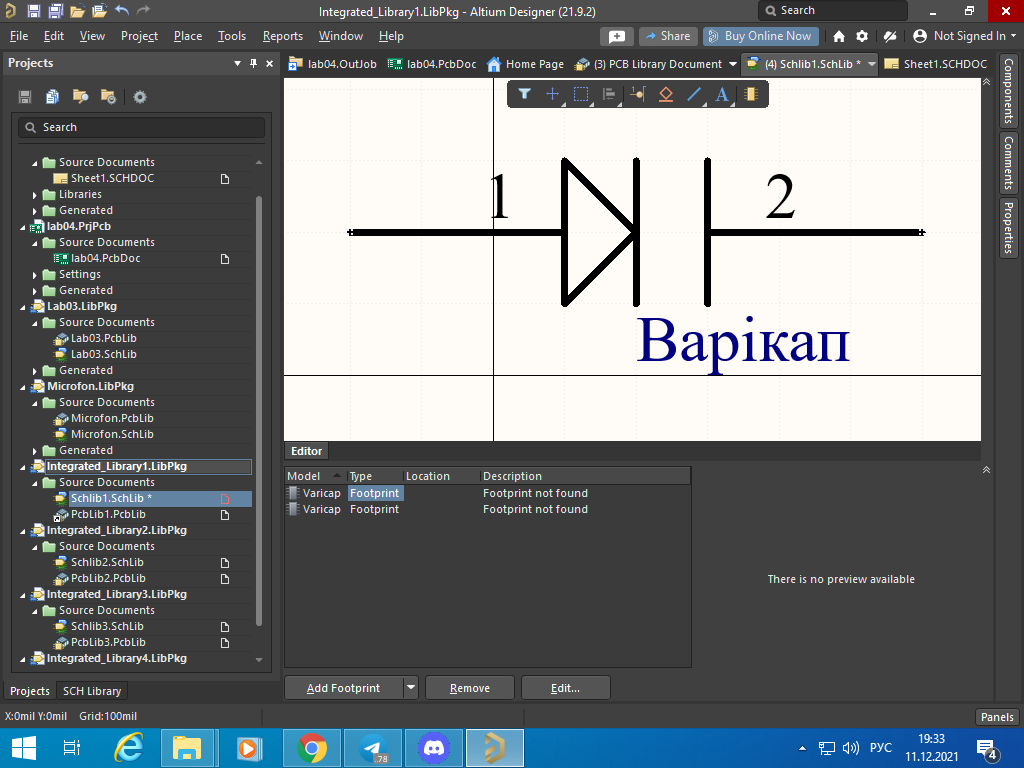 Integrated_Library1.LibPkg - Altium Designer (21.9.2)
Search
File Edit View Project Place Tools Reports Window Help
Share
Buy Online Now
Not Signed In
Projects
lab04.OutJob
lab04.PcbDoc
Home Page
(3) PCB Library Document
(4) Schlib1.SchLib *
Sheet1.SCHDOC
Search
Source Documents
Sheet1.SCHDOC
Libraries
Generated
lab04.PrjPcb
Source Documents
lab04.PcbDoc
Settings
Generated
Lab03.LibPkg
Source Documents
Lab03.PcbLib
Lab03.SchLib
Generated
Microfon.LibPkg
Source Documents
Microfon.PcbLib
Microfon.SchLib
Generated
Integrated_Library1.LibPkg
Source Documents
Schlib1.SchLib *
PcbLib1.PcbLib
Integrated_Library2.LibPkg
Source Documents
Schlib2.SchLib
PcbLib2.PcbLib
Integrated_Library3.LibPkg
Source Documents
Schlib3.SchLib
PcbLib3.PcbLib
Integrated_Library4.LibPkg
Projects SCH Library
1
2
Варікап
Components
Comments
Properties
Editor
Model Type Location Description
Varicap Footprint Footprint not found
Varicap Footprint Footprint not found
There is no preview available
Add Footprint Remove Edit...
X:0mil Y:0mil Grid:100mil
Panels
.78
РУС
19:33
11.12.2021
4